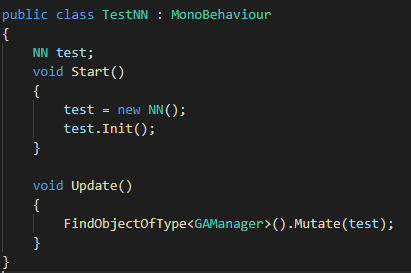 public class TestNN : MonoBehaviour
{
    NN test;
    void Start()
    {
        test = new NN();
        test.Init();
    }

    void Update()
    {
        FindObjectOfType<GAManager>().Mutate(test);
    }
}